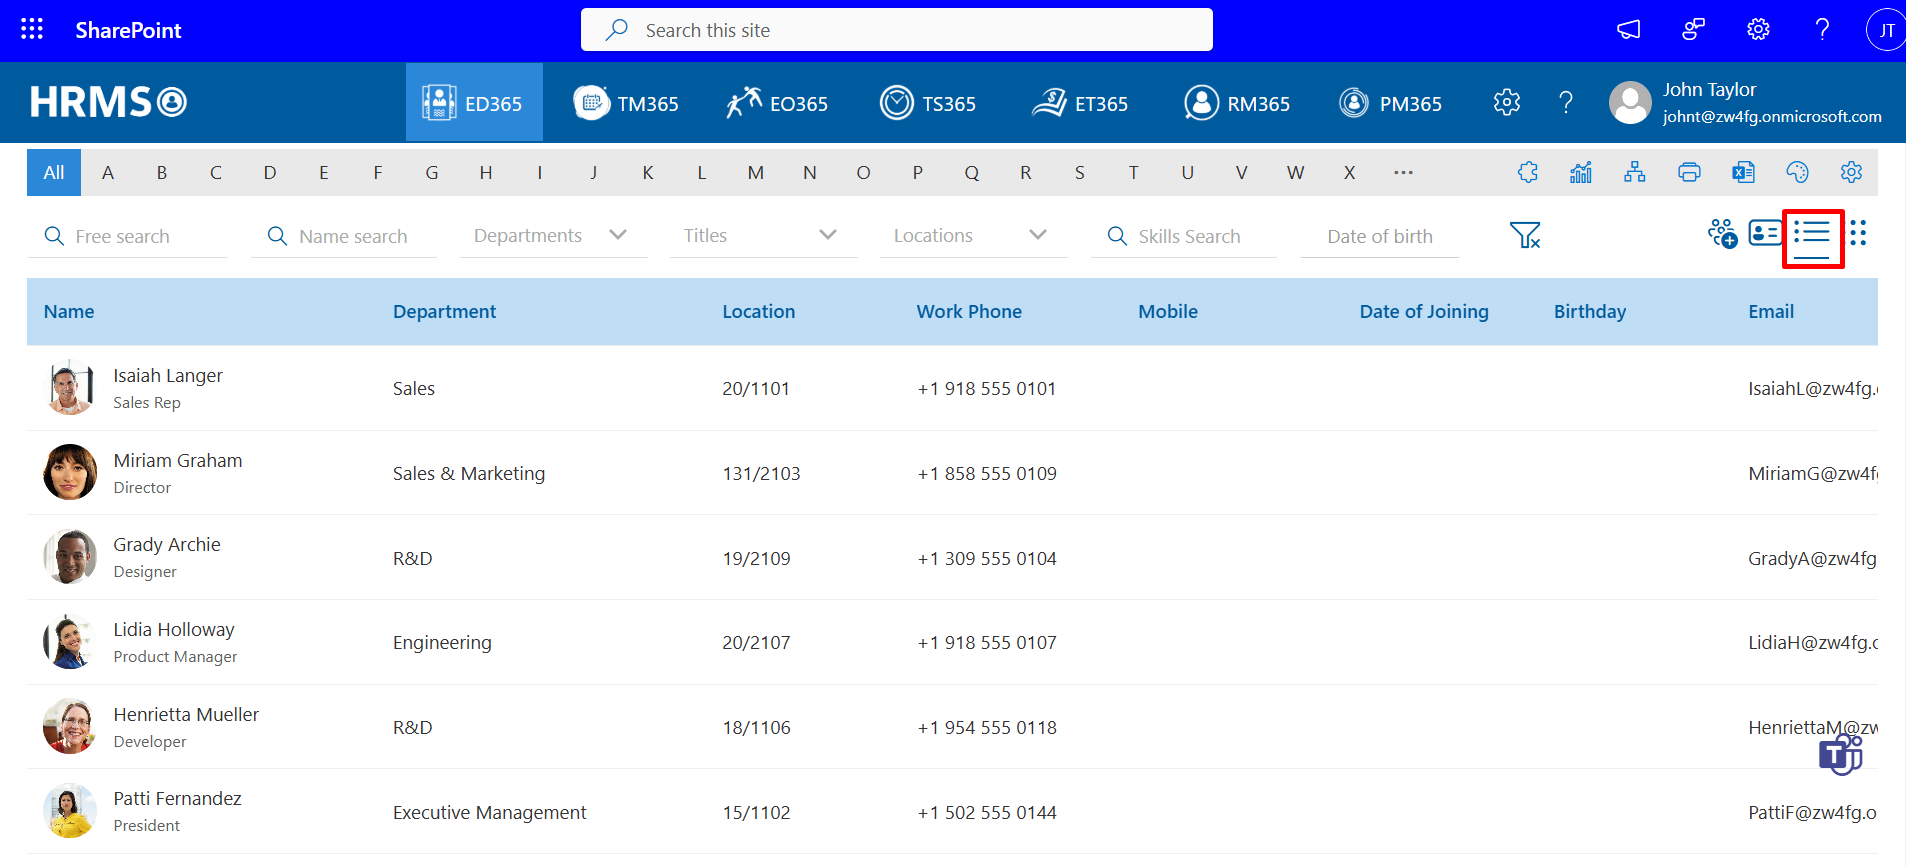 SharePoint
Search this site
JT
HRMS
ED365 TM365 EO365 TS365 ET365 RM365 PM365
John Taylor
johnt@zw4fg.onmicrosoft.com
All A B C D E F G H I J K L M N O P Q R S T U V W X ...
Free search Name search Departments Titles Locations Skills Search Date of birth
Name Department Location Work Phone Mobile Date of Joining Birthday Email
Isaiah Langer
Sales Rep
Sales 20/1101 +1 918 555 0101 IsaiahL@zw4fg.
Miriam Graham
Director
Sales & Marketing 131/2103 +1 858 555 0109 MiriamG@zw4f
Grady Archie
Designer
R&D 19/2109 +1 309 555 0104 GradyA@zw4fg
Lidia Holloway
Product Manager
Engineering 20/2107 +1 918 555 0107 LidiaH@zw4fg.
Henrietta Mueller
Developer
R&D 18/1106 +1 954 555 0118 HenriettaM@zw
T
Patti Fernandez
President
Executive Management 15/1102 +1 502 555 0144 PattiF@zw4fg.o